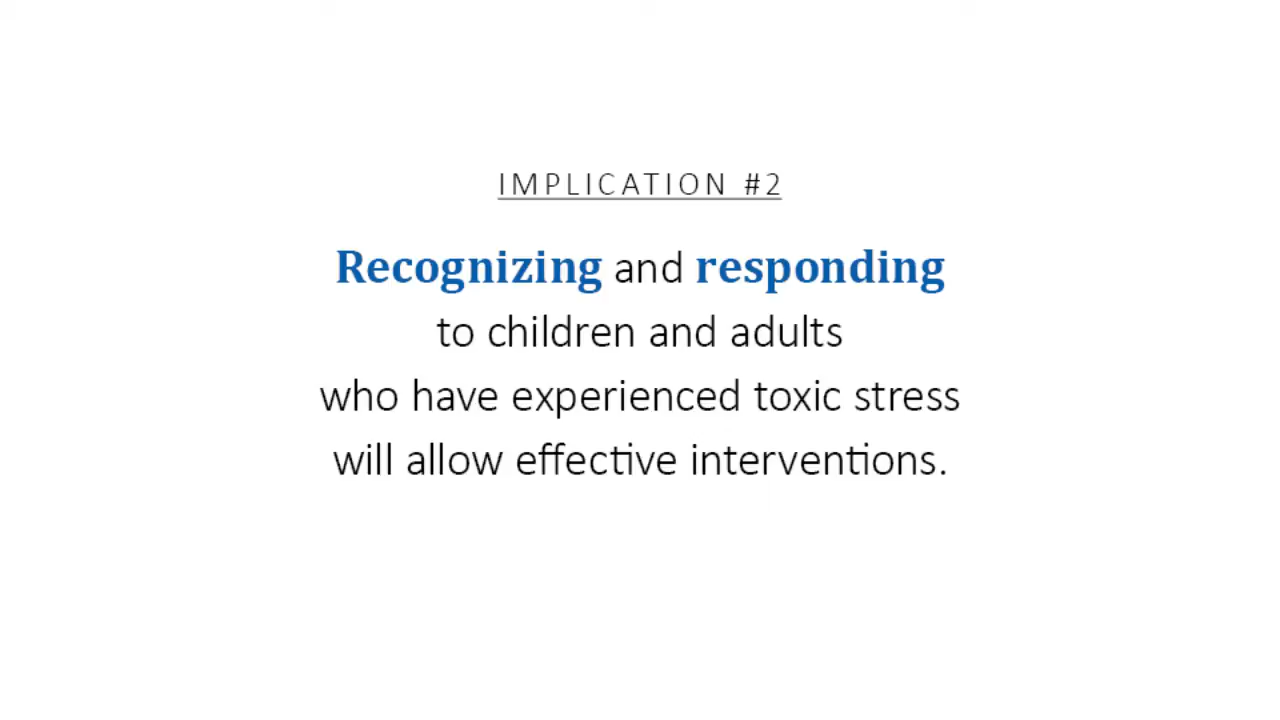 IMPLICATION #2
Recognizing and responding
to children and adults
who have experienced toxic stress
will allow effective interventions.